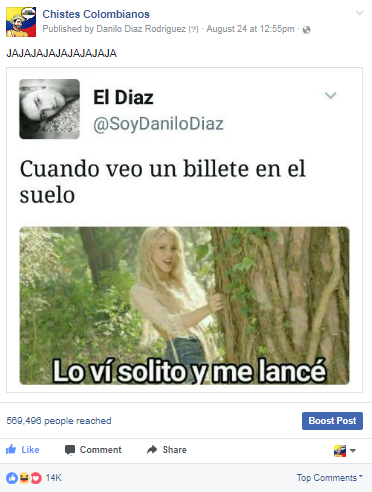 Chistes Colombianos
Published by Danilo Diaz Rodriguez [?] · August 24 at 12:55pm ·
JAJAJAJAJAJAJAJAJA
El Diaz
@SoyDaniloDiaz
Cuando veo un billete en el
suelo
Lo ví solito y me lancé
569,496 people reached
Boost Post
Like Comment Share
14K Top Comments